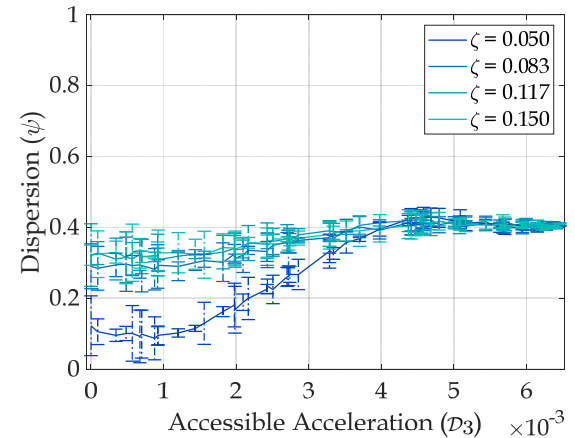 1
0.8
0.6
0.4
0.2
0
Dispersion (ψ)
ζ = 0.050
ζ = 0.083
ζ = 0.117
ζ = 0.150
0 1 2 3 4 5 6
Accessible Acceleration (𝒟₃) ×10⁻³